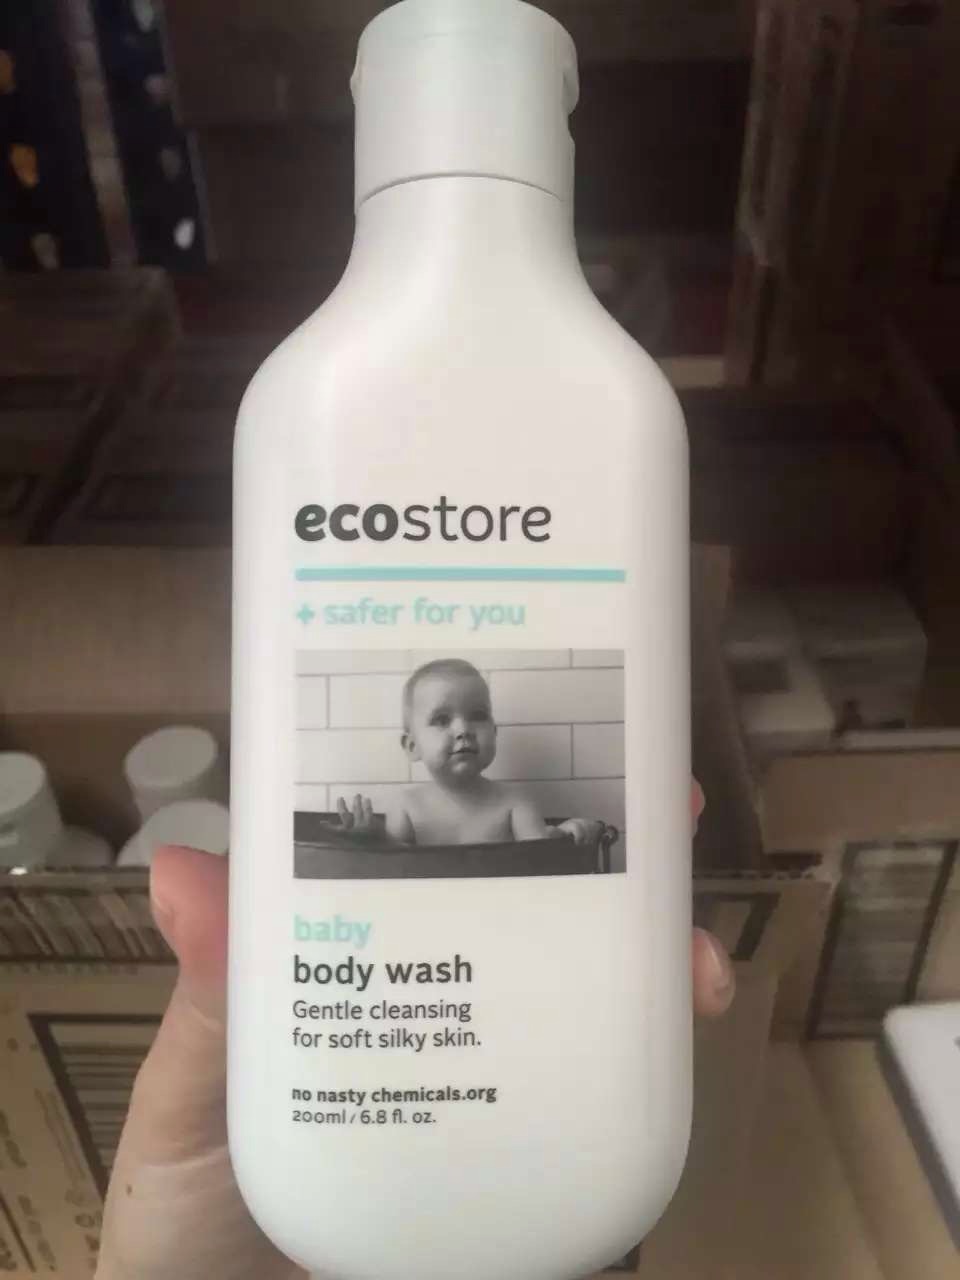 ecostore
+ safer for you
baby
body wash
Gentle cleansing
for soft silky skin.
no nasty chemicals.org
200ml / 6.8 fl. oz.